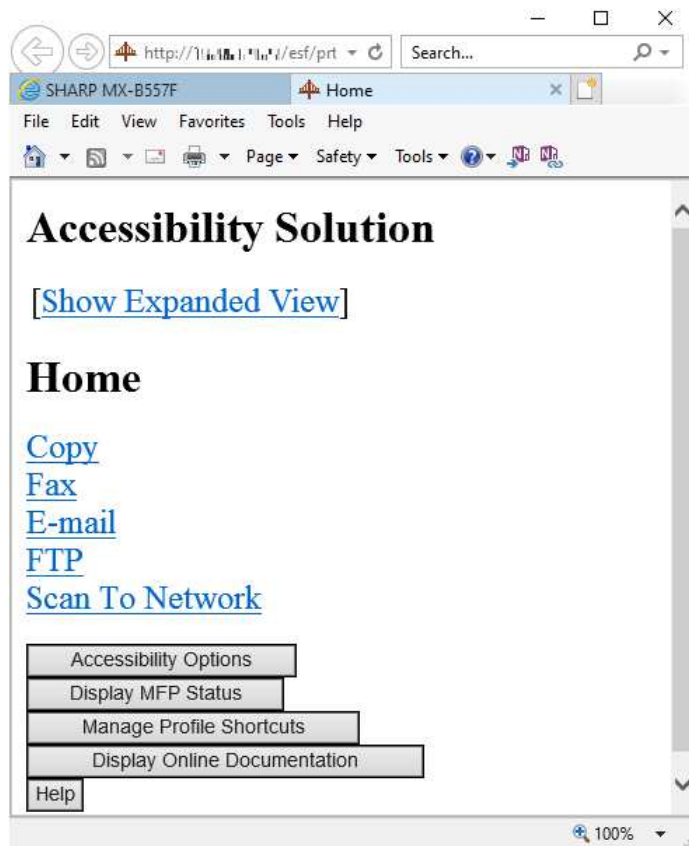 http:// /esf/prt Search...
SHARP MX-B557F Home
File Edit View Favorites Tools Help
Page Safety Tools
Accessibility Solution
[Show Expanded View]
Home
Copy
Fax
E-mail
FTP
Scan To Network
Accessibility Options
Display MFP Status
Manage Profile Shortcuts
Display Online Documentation
Help
100%